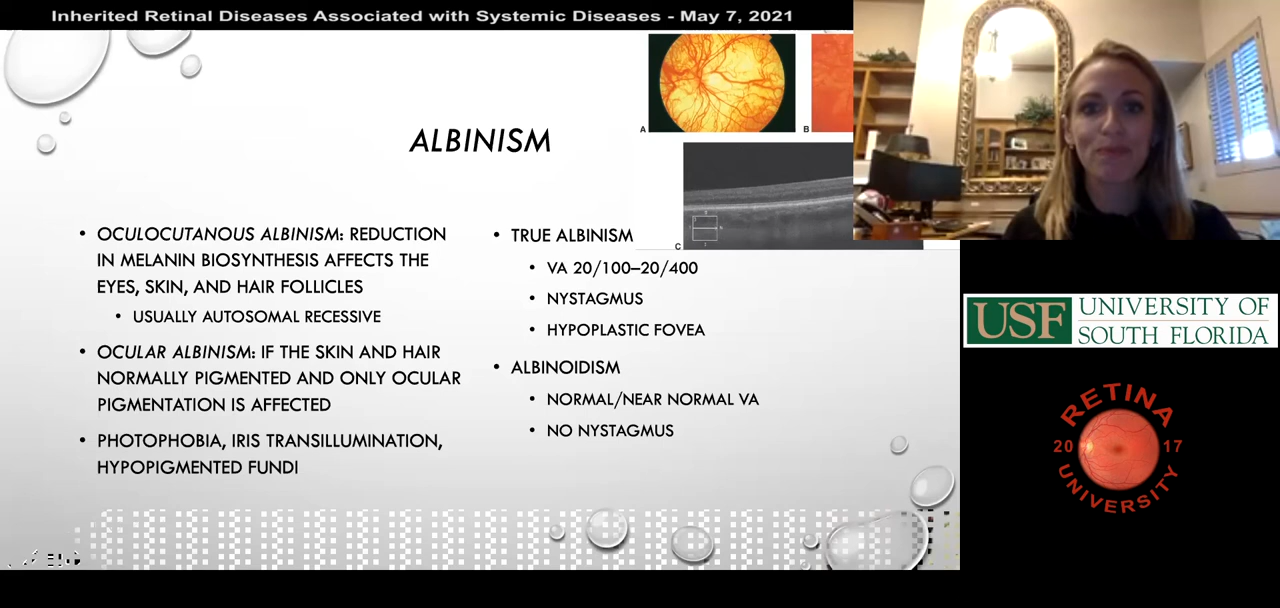 Inherited Retinal Diseases Associated with Systemic Diseases - May 7, 2021
ALBINISM
A
B
C
• OCULOCUTANOUS ALBINISM: REDUCTION
IN MELANIN BIOSYNTHESIS AFFECTS THE
EYES, SKIN, AND HAIR FOLLICLES
• USUALLY AUTOSOMAL RECESSIVE
• OCULAR ALBINISM: IF THE SKIN AND HAIR
NORMALLY PIGMENTED AND ONLY OCULAR
PIGMENTATION IS AFFECTED
• PHOTOPHOBIA, IRIS TRANSILLUMINATION,
HYPOPIGMENTED FUNDI
• TRUE ALBINISM
• VA 20/100–20/400
• NYSTAGMUS
• HYPOPLASTIC FOVEA
• ALBINOIDISM
• NORMAL/NEAR NORMAL VA
• NO NYSTAGMUS
USF
UNIVERSITY OF
SOUTH FLORIDA
RETINA
20 17
UNIVERSITY